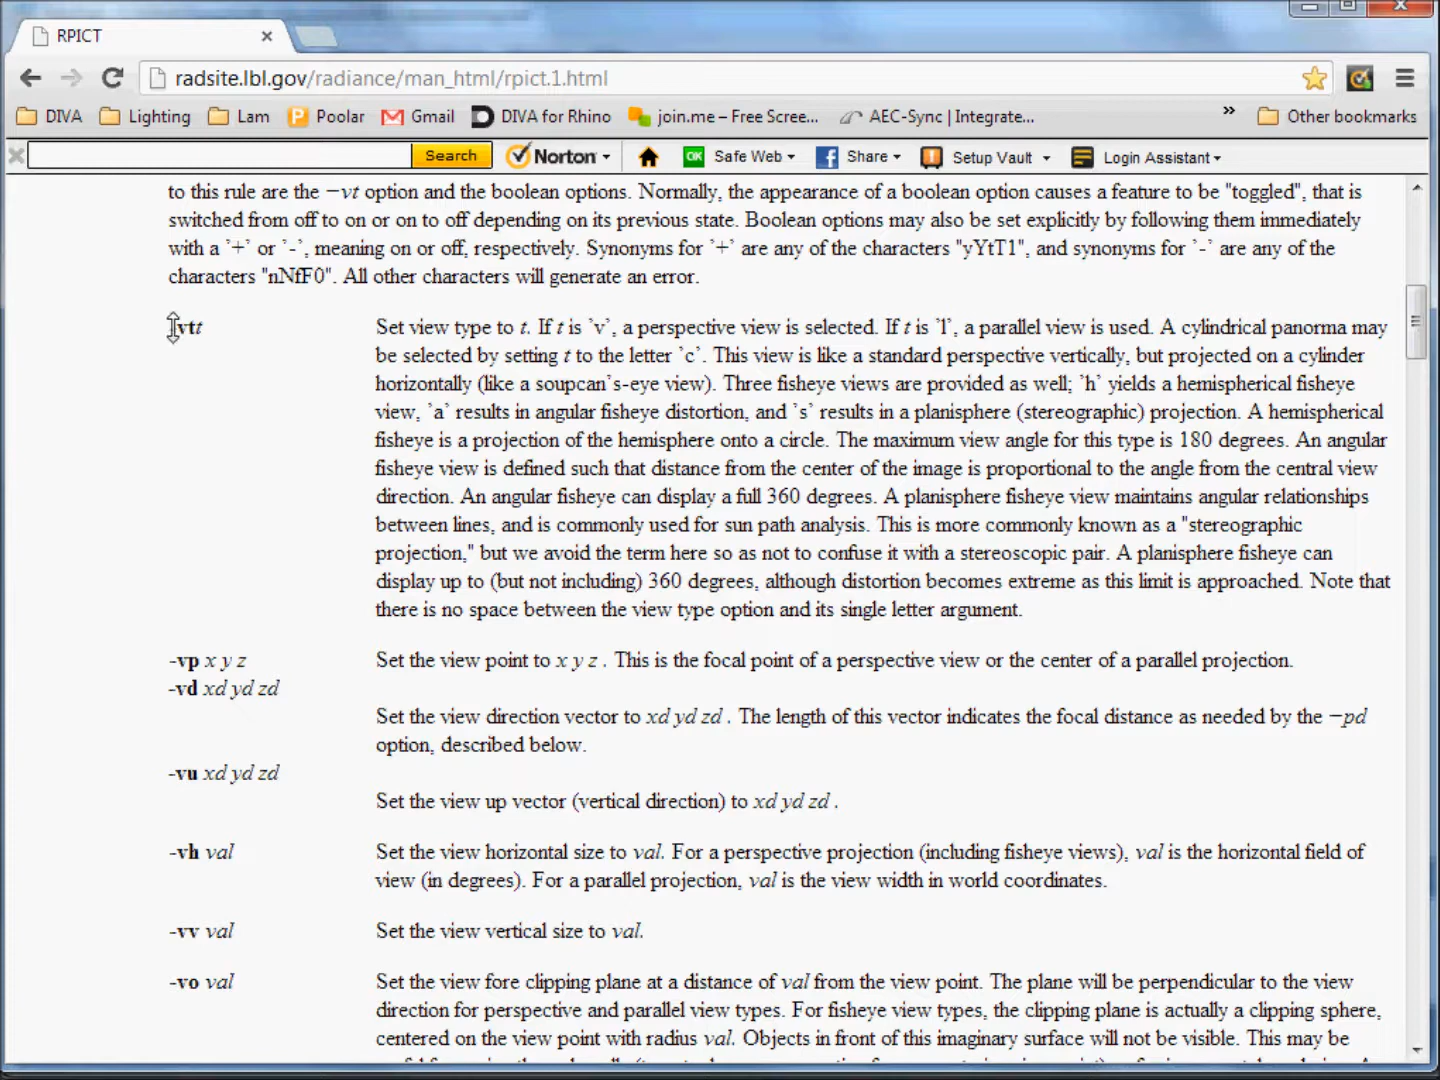 RPICT
radsite.lbl.gov/radiance/man_html/rpict.1.html
DIVA Lighting Lam Poolar Gmail DIVA for Rhino join.me – Free Scree... AEC-Sync | Integrate... » Other bookmarks
Search Norton OK Safe Web Share Setup Vault Login Assistant
to this rule are the −vt option and the boolean options. Normally, the appearance of a boolean option causes a feature to be "toggled", that is
switched from off to on or on to off depending on its previous state. Boolean options may also be set explicitly by following them immediately
with a ’+’ or ’-’, meaning on or off, respectively. Synonyms for ’+’ are any of the characters "yYtT1", and synonyms for ’-’ are any of the
characters "nNfF0". All other characters will generate an error.
vtt Set view type to t. If t is ’v’, a perspective view is selected. If t is ’l’, a parallel view is used. A cylindrical panorma may
be selected by setting t to the letter ’c’. This view is like a standard perspective vertically, but projected on a cylinder
horizontally (like a soupcan’s-eye view). Three fisheye views are provided as well; ’h’ yields a hemispherical fisheye
view, ’a’ results in angular fisheye distortion, and ’s’ results in a planisphere (stereographic) projection. A hemispherical
fisheye is a projection of the hemisphere onto a circle. The maximum view angle for this type is 180 degrees. An angular
fisheye view is defined such that distance from the center of the image is proportional to the angle from the central view
direction. An angular fisheye can display a full 360 degrees. A planisphere fisheye view maintains angular relationships
between lines, and is commonly used for sun path analysis. This is more commonly known as a "stereographic
projection," but we avoid the term here so as not to confuse it with a stereoscopic pair. A planisphere fisheye can
display up to (but not including) 360 degrees, although distortion becomes extreme as this limit is approached. Note that
there is no space between the view type option and its single letter argument.
-vp x y z Set the view point to x y z . This is the focal point of a perspective view or the center of a parallel projection.
-vd xd yd zd
Set the view direction vector to xd yd zd . The length of this vector indicates the focal distance as needed by the −pd
option, described below.
-vu xd yd zd
Set the view up vector (vertical direction) to xd yd zd .
-vh val Set the view horizontal size to val. For a perspective projection (including fisheye views), val is the horizontal field of
view (in degrees). For a parallel projection, val is the view width in world coordinates.
-vv val Set the view vertical size to val.
-vo val Set the view fore clipping plane at a distance of val from the view point. The plane will be perpendicular to the view
direction for perspective and parallel view types. For fisheye view types, the clipping plane is actually a clipping sphere,
centered on the view point with radius val. Objects in front of this imaginary surface will not be visible. This may be